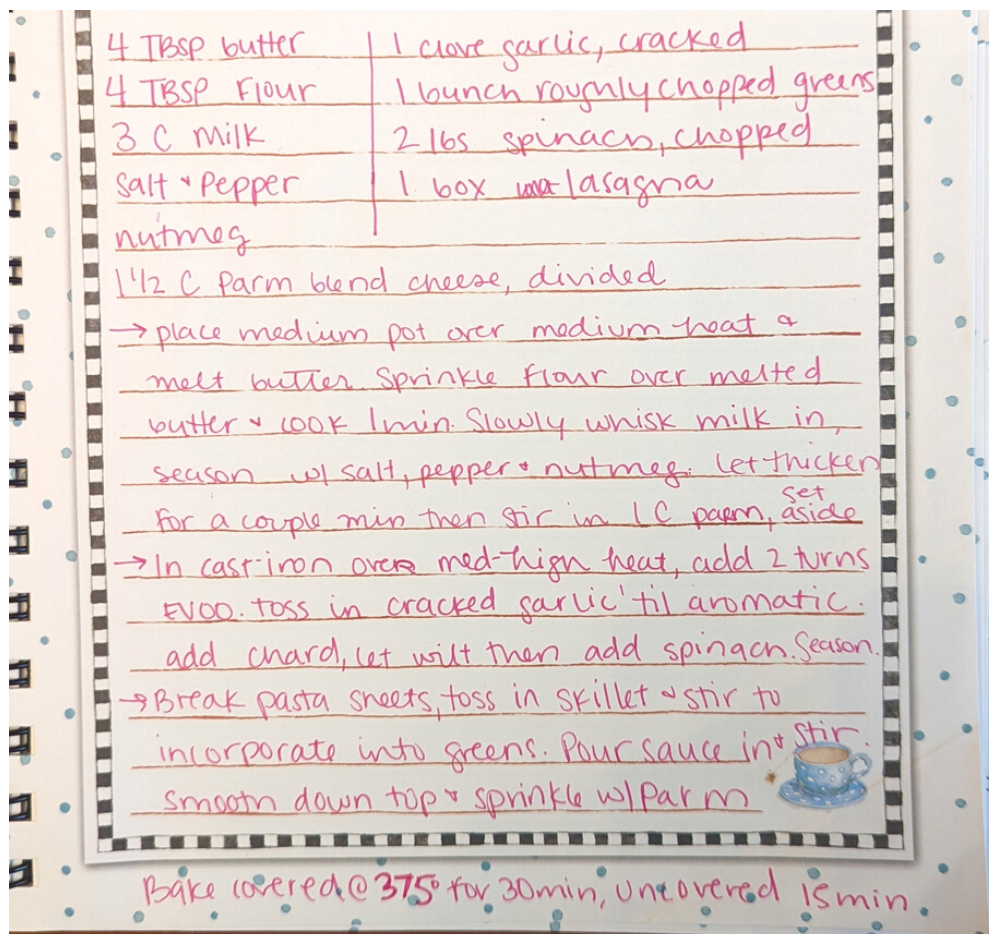 4 TBSP butter
4 TBSP Flour
3 C Milk
Salt & Pepper
nutmeg
1 1/2 C Parm blend cheese, divided
1 clove garlic, cracked
1 bunch roughly chopped greens
2 lbs spinach, chopped
1 box lasagna
→ place medium pot over medium heat &
melt butter. Sprinkle Flour over melted
butter & cook 1 min. Slowly whisk milk in,
season w/ salt, pepper & nutmeg. Let thicken
for a couple min then stir in 1 C parm, set aside
→ In cast-iron over med-high heat, add 2 turns
EVOO. toss in cracked garlic 'til aromatic.
add chard, let wilt then add spinach. Season.
→ Break pasta sheets, toss in skillet & stir to
incorporate into greens. Pour sauce in & stir.
Smooth down top & sprinkle w/ Parm
Bake covered @ 375° for 30 min, uncovered 15 min